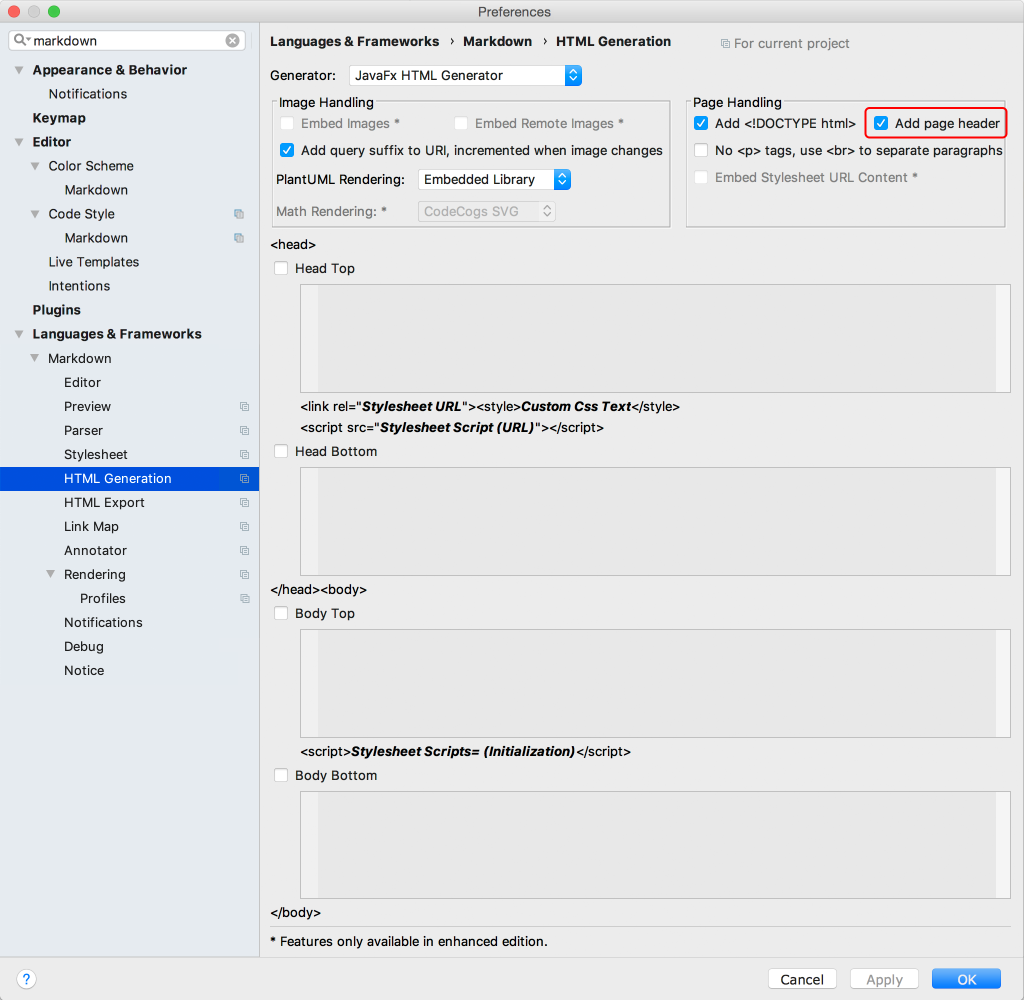 Preferences
markdown
Appearance & Behavior
Notifications
Keymap
Editor
Color Scheme
Markdown
Code Style
Markdown
Live Templates
Intentions
Plugins
Languages & Frameworks
Markdown
Editor
Preview
Parser
Stylesheet
HTML Generation
HTML Export
Link Map
Annotator
Rendering
Profiles
Notifications
Debug
Notice
Languages & Frameworks › Markdown › HTML Generation
For current project
Generator: JavaFx HTML Generator
Image Handling
Embed Images * Embed Remote Images *
Add query suffix to URI, incremented when image changes
PlantUML Rendering: Embedded Library
Math Rendering: * CodeCogs SVG
Page Handling
Add <!DOCTYPE html> Add page header
No <p> tags, use <br> to separate paragraphs
Embed Stylesheet URL Content *
<head>
Head Top
<link rel="Stylesheet URL"><style>Custom Css Text</style>
<script src="Stylesheet Script (URL)"></script>
Head Bottom
</head><body>
Body Top
<script>Stylesheet Scripts= (Initialization)</script>
Body Bottom
</body>
* Features only available in enhanced edition.
? Cancel Apply OK